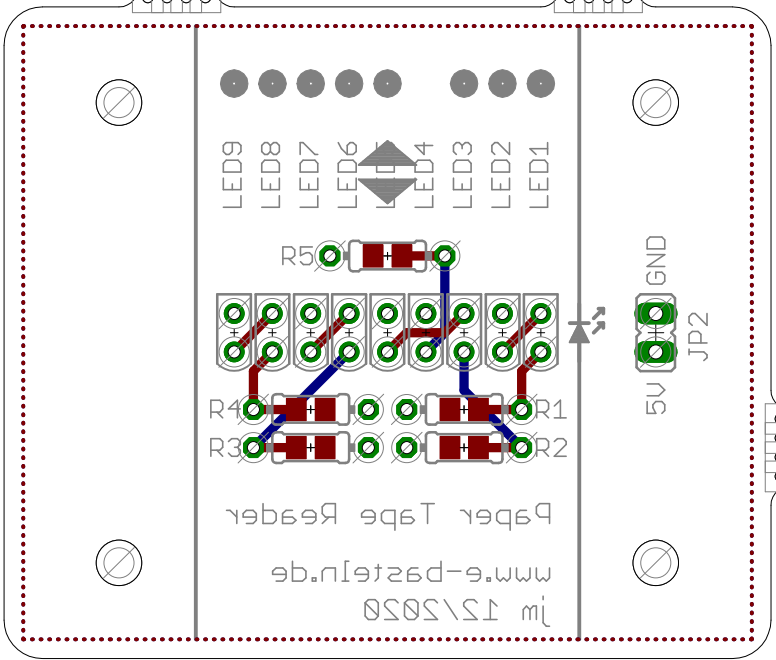 LED9
LED8
LED7
LED6
LED4
LED3
LED2
LED1
R5
GND
JP2
5V
R4
R1
R3
R2
Paper Tape Reader
www.e-basteln.de
jm 12/2020